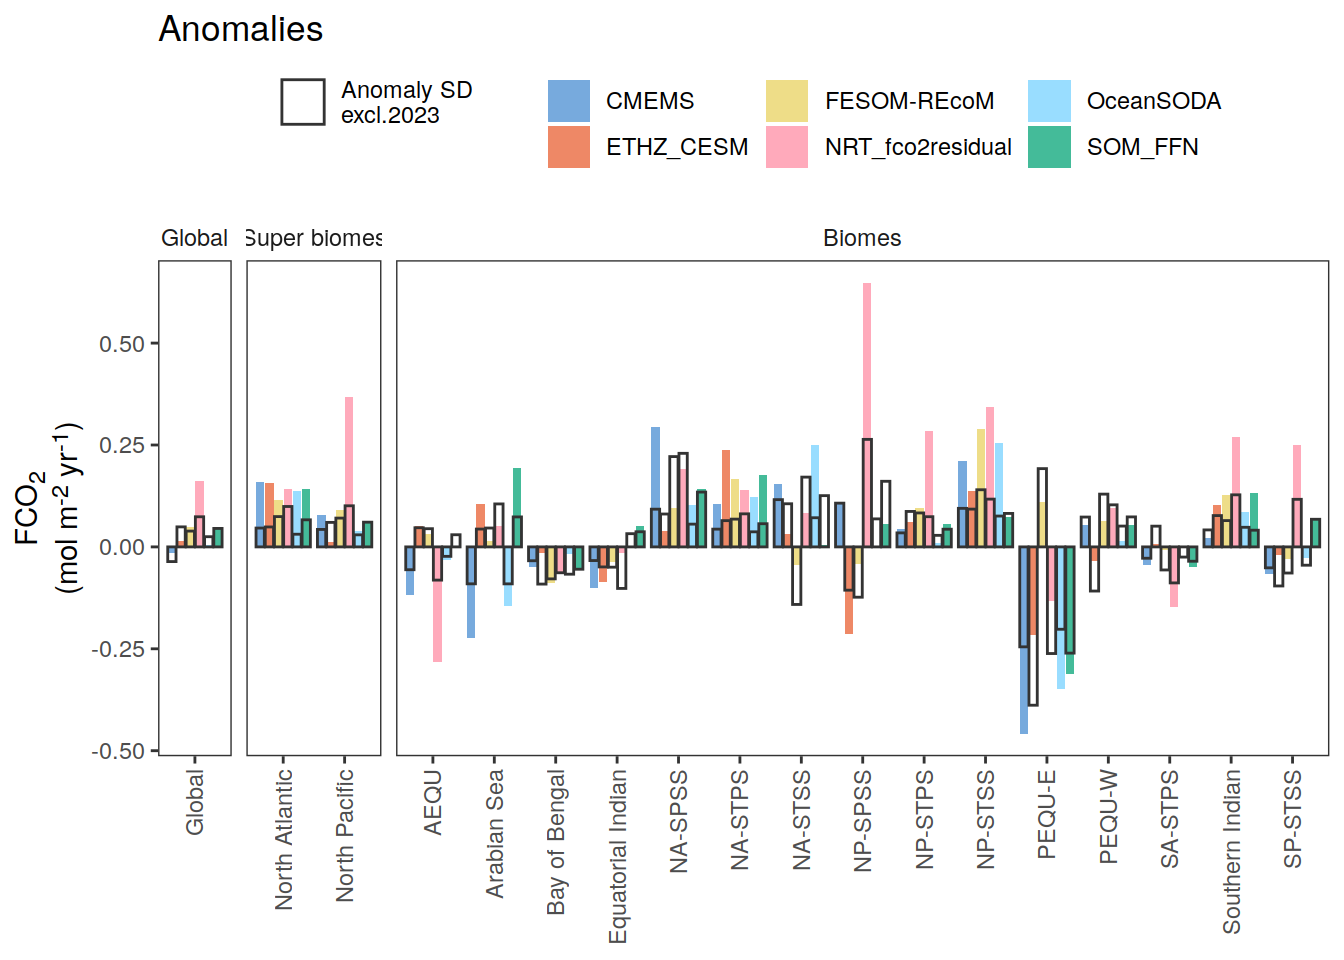 Anomalies
Anomaly SD
excl.2023
CMEMS
FESOM-REcoM
OceanSODA
ETHZ_CESM
NRT_fco2residual
SOM_FFN
Global
Super biomes
Biomes
FCO2
(mol m-2 yr-1)
0.50
0.25
0.00
-0.25
-0.50
Global
North Atlantic
North Pacific
AEQU
Arabian Sea
Bay of Bengal
Equatorial Indian
NA-SPSS
NA-STPS
NA-STSS
NP-SPSS
NP-STPS
NP-STSS
PEQU-E
PEQU-W
SA-STPS
Southern Indian
SP-STSS